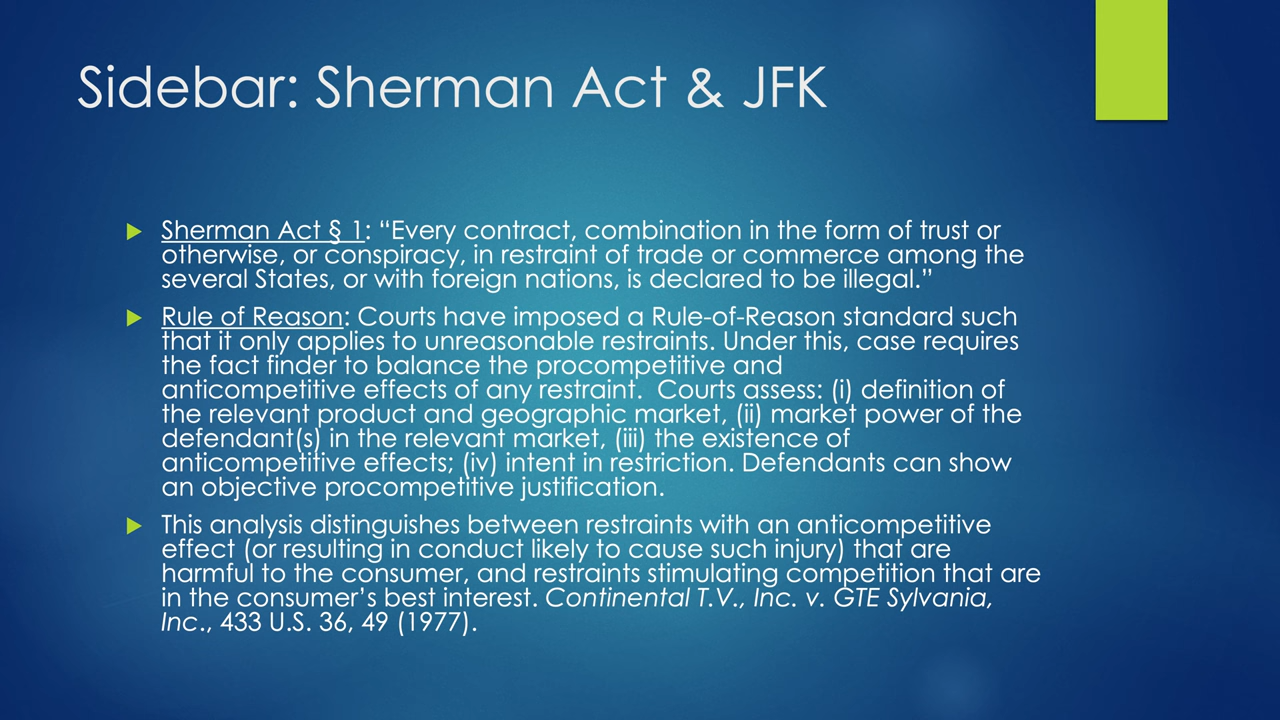 Sidebar: Sherman Act & JFK
Sherman Act § 1: “Every contract, combination in the form of trust or
otherwise, or conspiracy, in restraint of trade or commerce among the
several States, or with foreign nations, is declared to be illegal.”
Rule of Reason: Courts have imposed a Rule-of-Reason standard such
that it only applies to unreasonable restraints. Under this, case requires
the fact finder to balance the procompetitive and
anticompetitive effects of any restraint.  Courts assess: (i) definition of
the relevant product and geographic market, (ii) market power of the
defendant(s) in the relevant market, (iii) the existence of
anticompetitive effects; (iv) intent in restriction. Defendants can show
an objective procompetitive justification.
This analysis distinguishes between restraints with an anticompetitive
effect (or resulting in conduct likely to cause such injury) that are
harmful to the consumer, and restraints stimulating competition that are
in the consumer’s best interest. Continental T.V., Inc. v. GTE Sylvania,
Inc., 433 U.S. 36, 49 (1977).